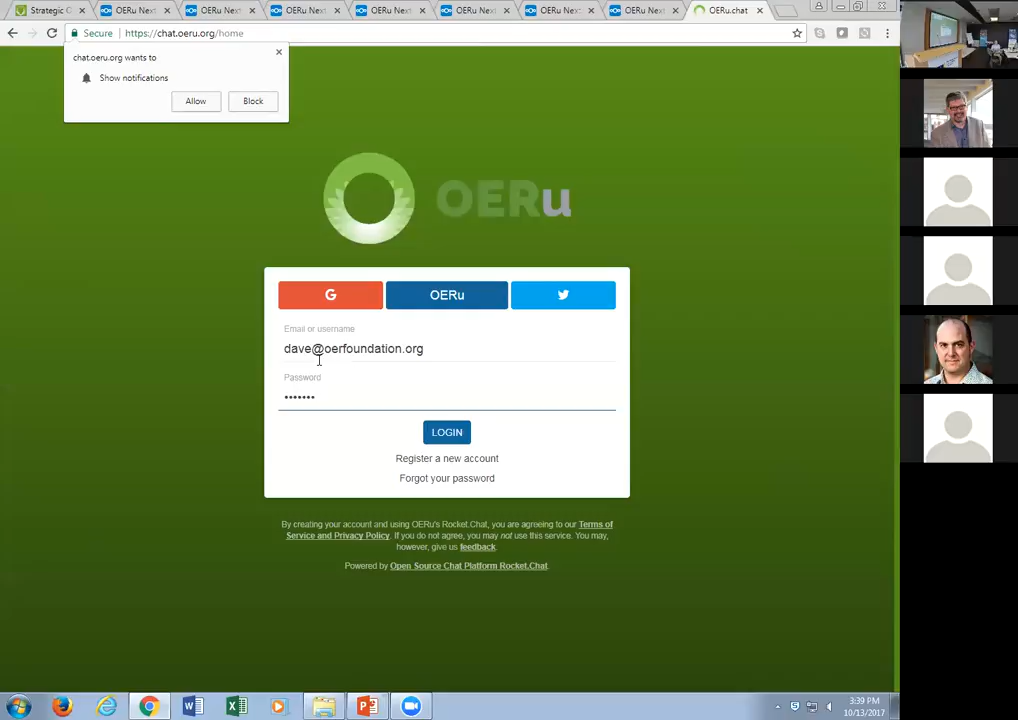 Strategic G
OERu Next
OERu Next
OERu Next
OERu Next
OERu Next
OERu Next
OERu Next
OERu.chat
Secure
https://chat.oeru.org/home
chat.oeru.org wants to
Show notifications
Allow
Block
OERu
G
OERu
Email or username
dave@oerfoundation.org
Password
•••••••
LOGIN
Register a new account
Forgot your password
By creating your account and using OERu's Rocket.Chat, you are agreeing to our Terms of
Service and Privacy Policy. If you do not agree, you may not use this service. You may,
however, give us feedback.
Powered by Open Source Chat Platform Rocket.Chat.
3:39 PM
10/13/2017